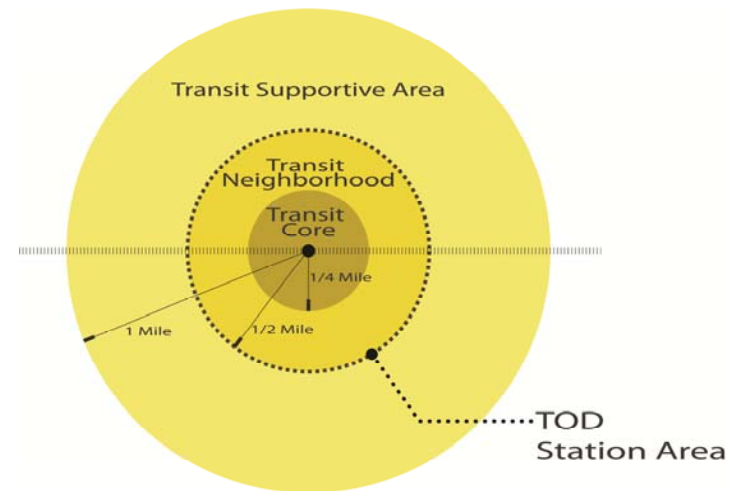 Transit Supportive Area
Transit
Neighborhood
Transit
Core
1/4 Mile
1/2 Mile
1 Mile
TOD
Station Area